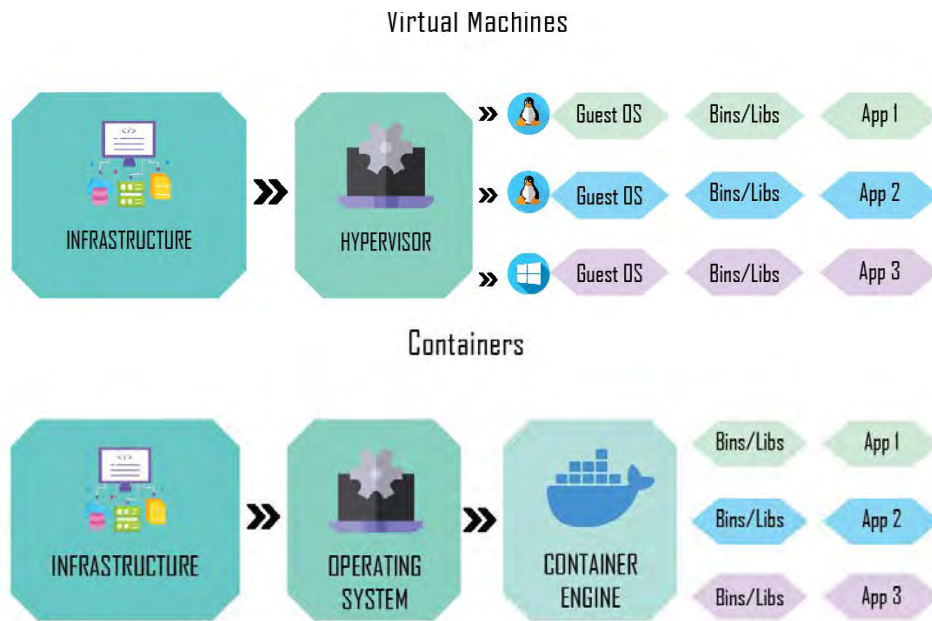 Virtual Machines
Guest OS
Bins/Libs
App 1
INFRASTRUCTURE
HYPERVISOR
Guest OS
Bins/Libs
App 2
Guest OS
Bins/Libs
App 3
Containers
INFRASTRUCTURE
OPERATING
SYSTEM
CONTAINER
ENGINE
Bins/Libs
App 1
Bins/Libs
App 2
Bins/Libs
App 3